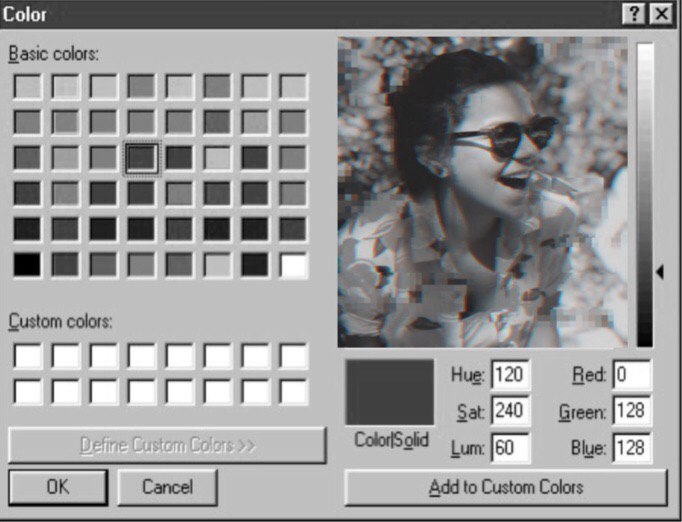 Color
Basic colors:
Custom colors:
Define Custom Colors >>
OK Cancel
Hue: 120 Red: 0
Sat: 240 Green: 128
Color|Solid Lum: 60 Blue: 128
Add to Custom Colors